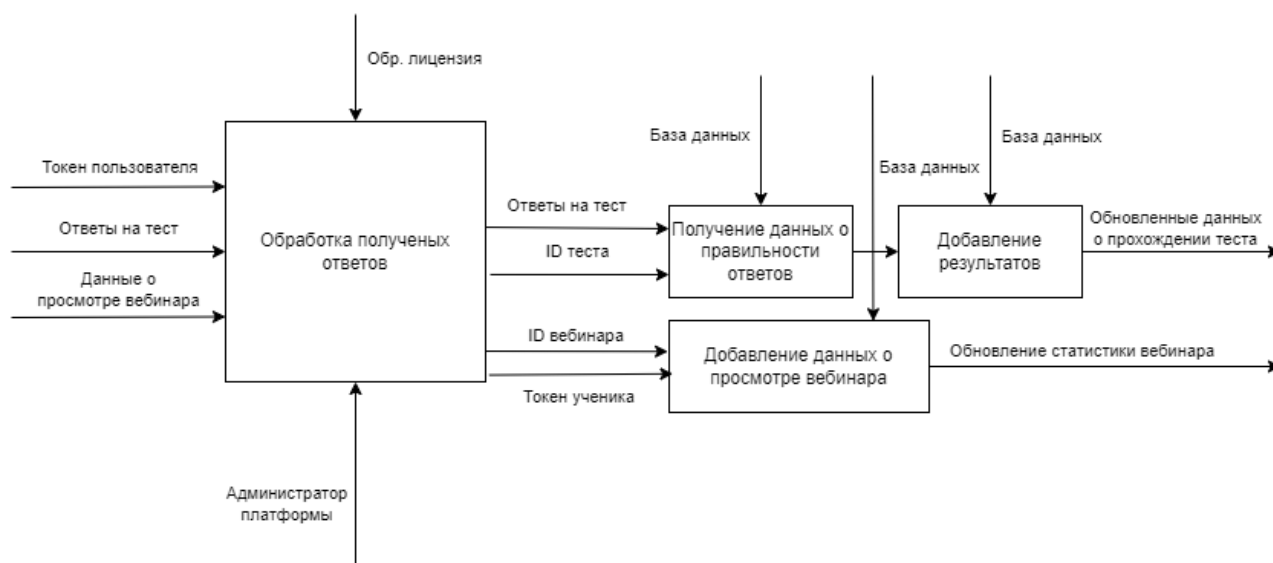 Обр. лицензия
Токен пользователя
Ответы на тест
Данные о
просмотре вебинара
Обработка полученых
ответов
Администратор
платформы
Ответы на тест
ID теста
ID вебинара
Токен ученика
База данных
База данных
База данных
Получение данных о
правильности
ответов
Добавление
результатов
Обновленные данных
о прохождении теста
Добавление данных о
просмотре вебинара
Обновление статистики вебинара